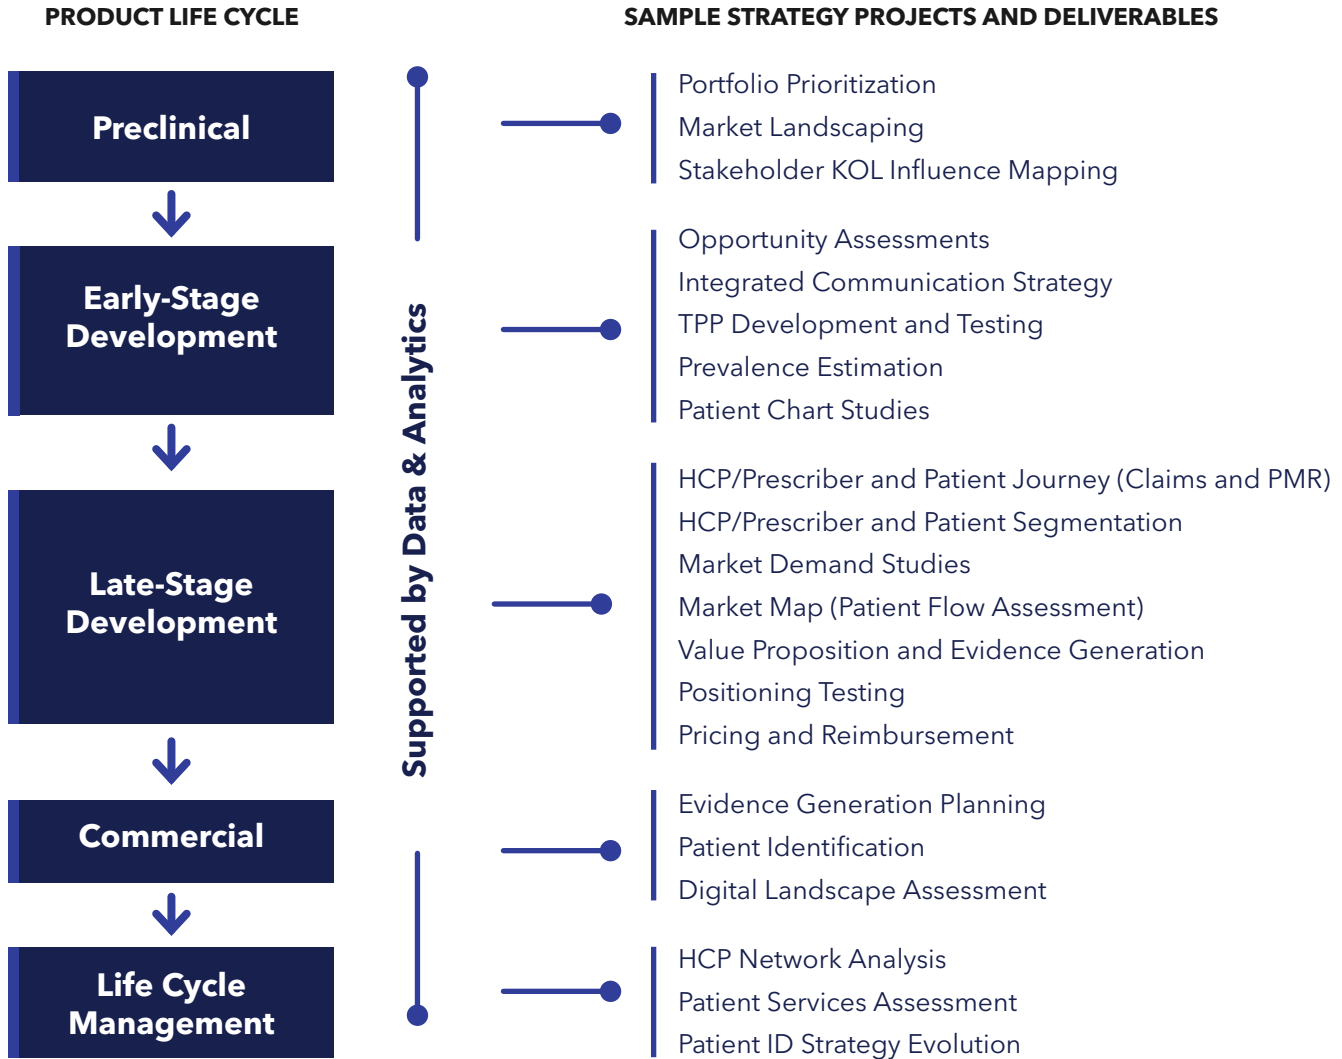 PRODUCT LIFE CYCLE
SAMPLE STRATEGY PROJECTS AND DELIVERABLES
Preclinical
Portfolio Prioritization
Market Landscaping
Stakeholder KOL Influence Mapping
Early-Stage
Development
Opportunity Assessments
Integrated Communication Strategy
TPP Development and Testing
Prevalence Estimation
Patient Chart Studies
Supported by Data & Analytics
Late-Stage
Development
HCP/Prescriber and Patient Journey (Claims and PMR)
HCP/Prescriber and Patient Segmentation
Market Demand Studies
Market Map (Patient Flow Assessment)
Value Proposition and Evidence Generation
Positioning Testing
Pricing and Reimbursement
Commercial
Evidence Generation Planning
Patient Identification
Digital Landscape Assessment
Life Cycle
Management
HCP Network Analysis
Patient Services Assessment
Patient ID Strategy Evolution